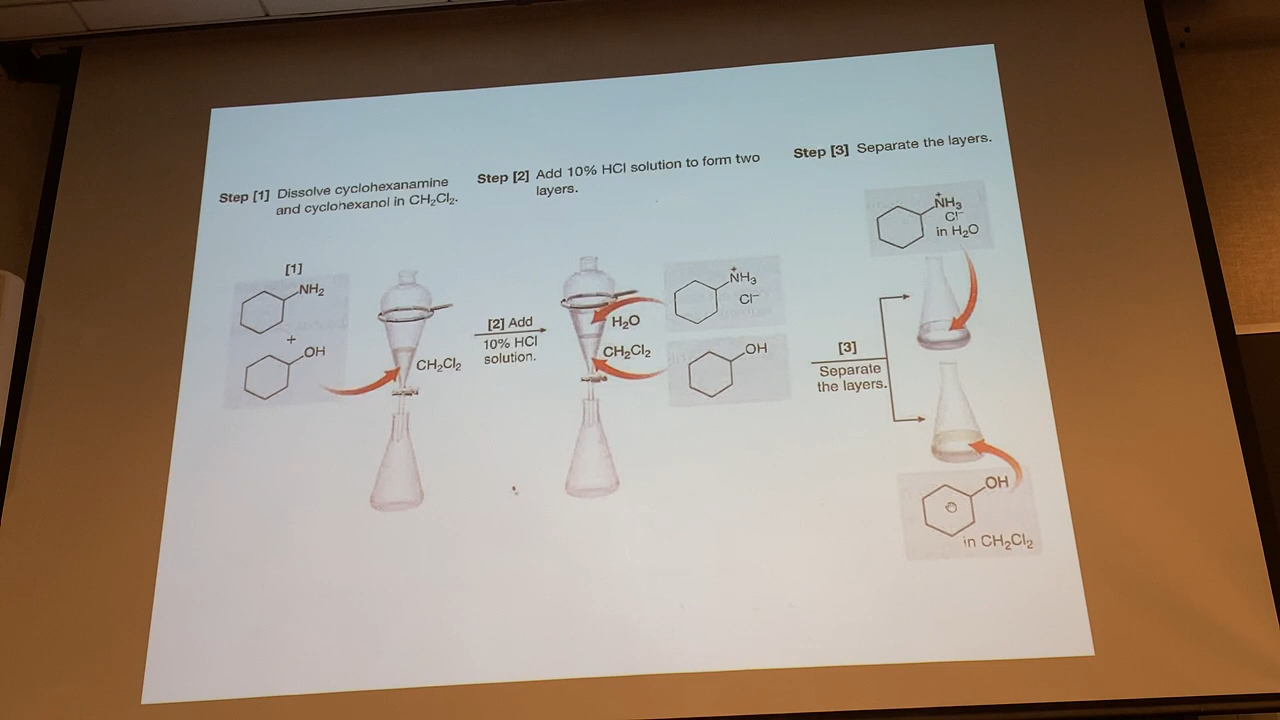 Step [1] Dissolve cyclohexanamine
and cyclohexanol in CH₂Cl₂.
Step [2] Add 10% HCl solution to form two
layers.
Step [3] Separate the layers.
[1]
NH₂
+
OH
CH₂Cl₂
[2] Add
10% HCl
solution.
H₂O
CH₂Cl₂
+
NH₃
Cl⁻
OH
[3]
Separate
the layers.
+
NH₃
Cl⁻
in H₂O
OH
in CH₂Cl₂